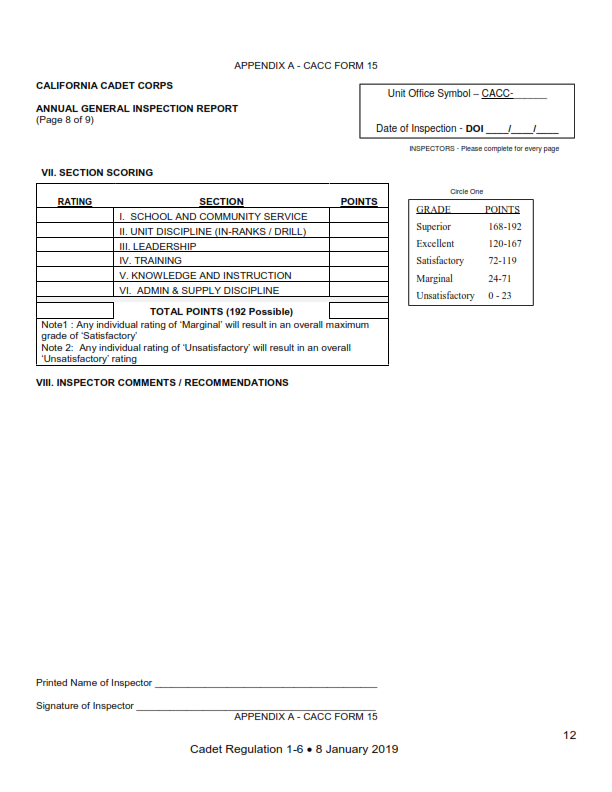 APPENDIX A - CACC FORM 15
CALIFORNIA CADET CORPS
ANNUAL GENERAL INSPECTION REPORT
(Page 8 of 9)
Unit Office Symbol – CACC-______
Date of Inspection - DOI ____/____/____
INSPECTORS - Please complete for every page
VII. SECTION SCORING
RATING SECTION POINTS
I. SCHOOL AND COMMUNITY SERVICE
II. UNIT DISCIPLINE (IN-RANKS / DRILL)
III. LEADERSHIP
IV. TRAINING
V. KNOWLEDGE AND INSTRUCTION
VI. ADMIN & SUPPLY DISCIPLINE
TOTAL POINTS (192 Possible)
Note1 : Any individual rating of ‘Marginal’ will result in an overall maximum
grade of ‘Satisfactory’
Note 2: Any individual rating of ‘Unsatisfactory’ will result in an overall
‘Unsatisfactory’ rating
Circle One
GRADE POINTS
Superior 168-192
Excellent 120-167
Satisfactory 72-119
Marginal 24-71
Unsatisfactory 0 - 23
VIII. INSPECTOR COMMENTS / RECOMMENDATIONS
Printed Name of Inspector ________________________________________
Signature of Inspector ___________________________________________
APPENDIX A - CACC FORM 15
12
Cadet Regulation 1-6 • 8 January 2019